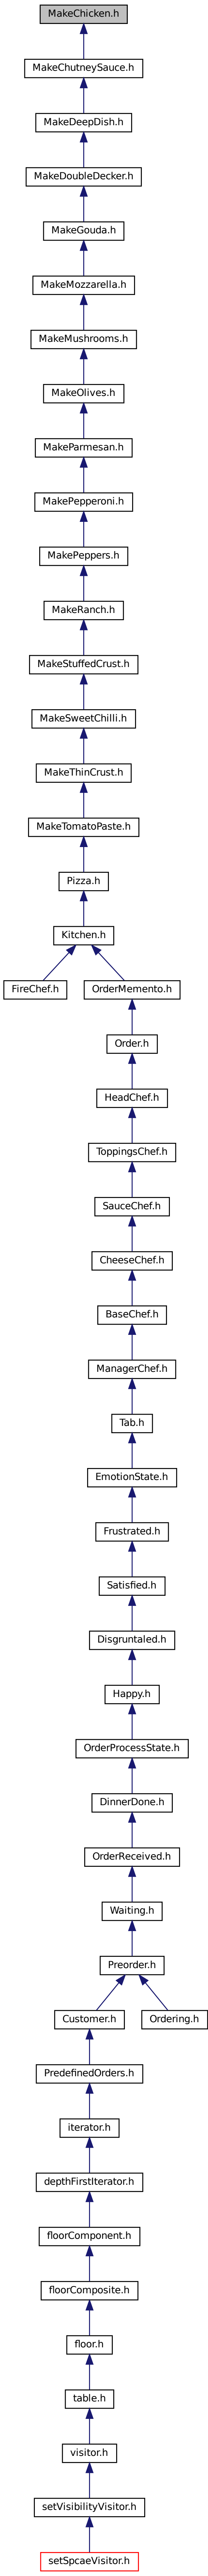 MakeChicken.h
MakeChutneySauce.h
MakeDeepDish.h
MakeDoubleDecker.h
MakeGouda.h
MakeMozzarella.h
MakeMushrooms.h
MakeOlives.h
MakeParmesan.h
MakePepperoni.h
MakePeppers.h
MakeRanch.h
MakeStuffedCrust.h
MakeSweetChilli.h
MakeThinCrust.h
MakeTomatoPaste.h
Pizza.h
Kitchen.h
FireChef.h
OrderMemento.h
Order.h
HeadChef.h
ToppingsChef.h
SauceChef.h
CheeseChef.h
BaseChef.h
ManagerChef.h
Tab.h
EmotionState.h
Frustrated.h
Satisfied.h
Disgruntaled.h
Happy.h
OrderProcessState.h
DinnerDone.h
OrderReceived.h
Waiting.h
Preorder.h
Customer.h
Ordering.h
PredefinedOrders.h
iterator.h
depthFirstIterator.h
floorComponent.h
floorComposite.h
floor.h
table.h
visitor.h
setVisibilityVisitor.h
setSpcaeVisitor.h